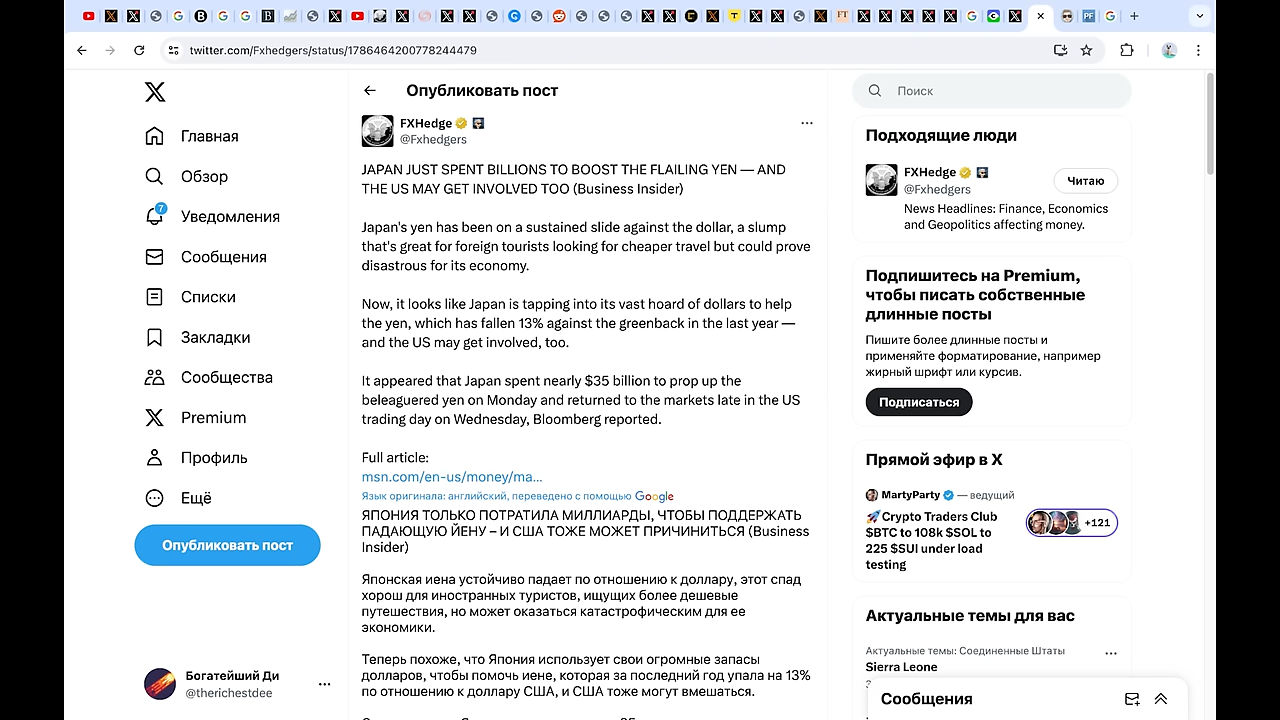 twitter.com/Fxhedgers/status/1786464200778244479
Главная
Обзор
7
Уведомления
Сообщения
Списки
Закладки
Сообщества
Premium
Профиль
Ещё
Опубликовать пост
Богатейший Ди
@therichestdee
Опубликовать пост
FXHedge
@Fxhedgers
JAPAN JUST SPENT BILLIONS TO BOOST THE FLAILING YEN — AND
THE US MAY GET INVOLVED TOO (Business Insider)
Japan's yen has been on a sustained slide against the dollar, a slump
that's great for foreign tourists looking for cheaper travel but could prove
disastrous for its economy.
Now, it looks like Japan is tapping into its vast hoard of dollars to help
the yen, which has fallen 13% against the greenback in the last year —
and the US may get involved, too.
It appeared that Japan spent nearly $35 billion to prop up the
beleaguered yen on Monday and returned to the markets late in the US
trading day on Wednesday, Bloomberg reported.
Full article:
msn.com/en-us/money/ma...
Язык оригинала: английский, переведено с помощью Google
ЯПОНИЯ ТОЛЬКО ПОТРАТИЛА МИЛЛИАРДЫ, ЧТОБЫ ПОДДЕРЖАТЬ
ПАДАЮЩУЮ ЙЕНУ – И США ТОЖЕ МОЖЕТ ПРИЧИНИТЬСЯ (Business
Insider)
Японская иена устойчиво падает по отношению к доллару, этот спад
хорош для иностранных туристов, ищущих более дешевые
путешествия, но может оказаться катастрофическим для ее
экономики.
Теперь похоже, что Япония использует свои огромные запасы
долларов, чтобы помочь иене, которая за последний год упала на 13%
по отношению к доллару США, и США тоже могут вмешаться.
Поиск
Подходящие люди
FXHedge
@Fxhedgers
Читаю
News Headlines: Finance, Economics
and Geopolitics affecting money.
Подпишитесь на Premium,
чтобы писать собственные
длинные посты
Пишите более длинные посты и
применяйте форматирование, например
жирный шрифт или курсив.
Подписаться
Прямой эфир в X
MartyParty — ведущий
🚀Crypto Traders Club
$BTC to 108k $SOL to
225 $SUI under load
testing
+121
Актуальные темы для вас
Актуальные темы: Соединенные Штаты
Sierra Leone
Сообщения